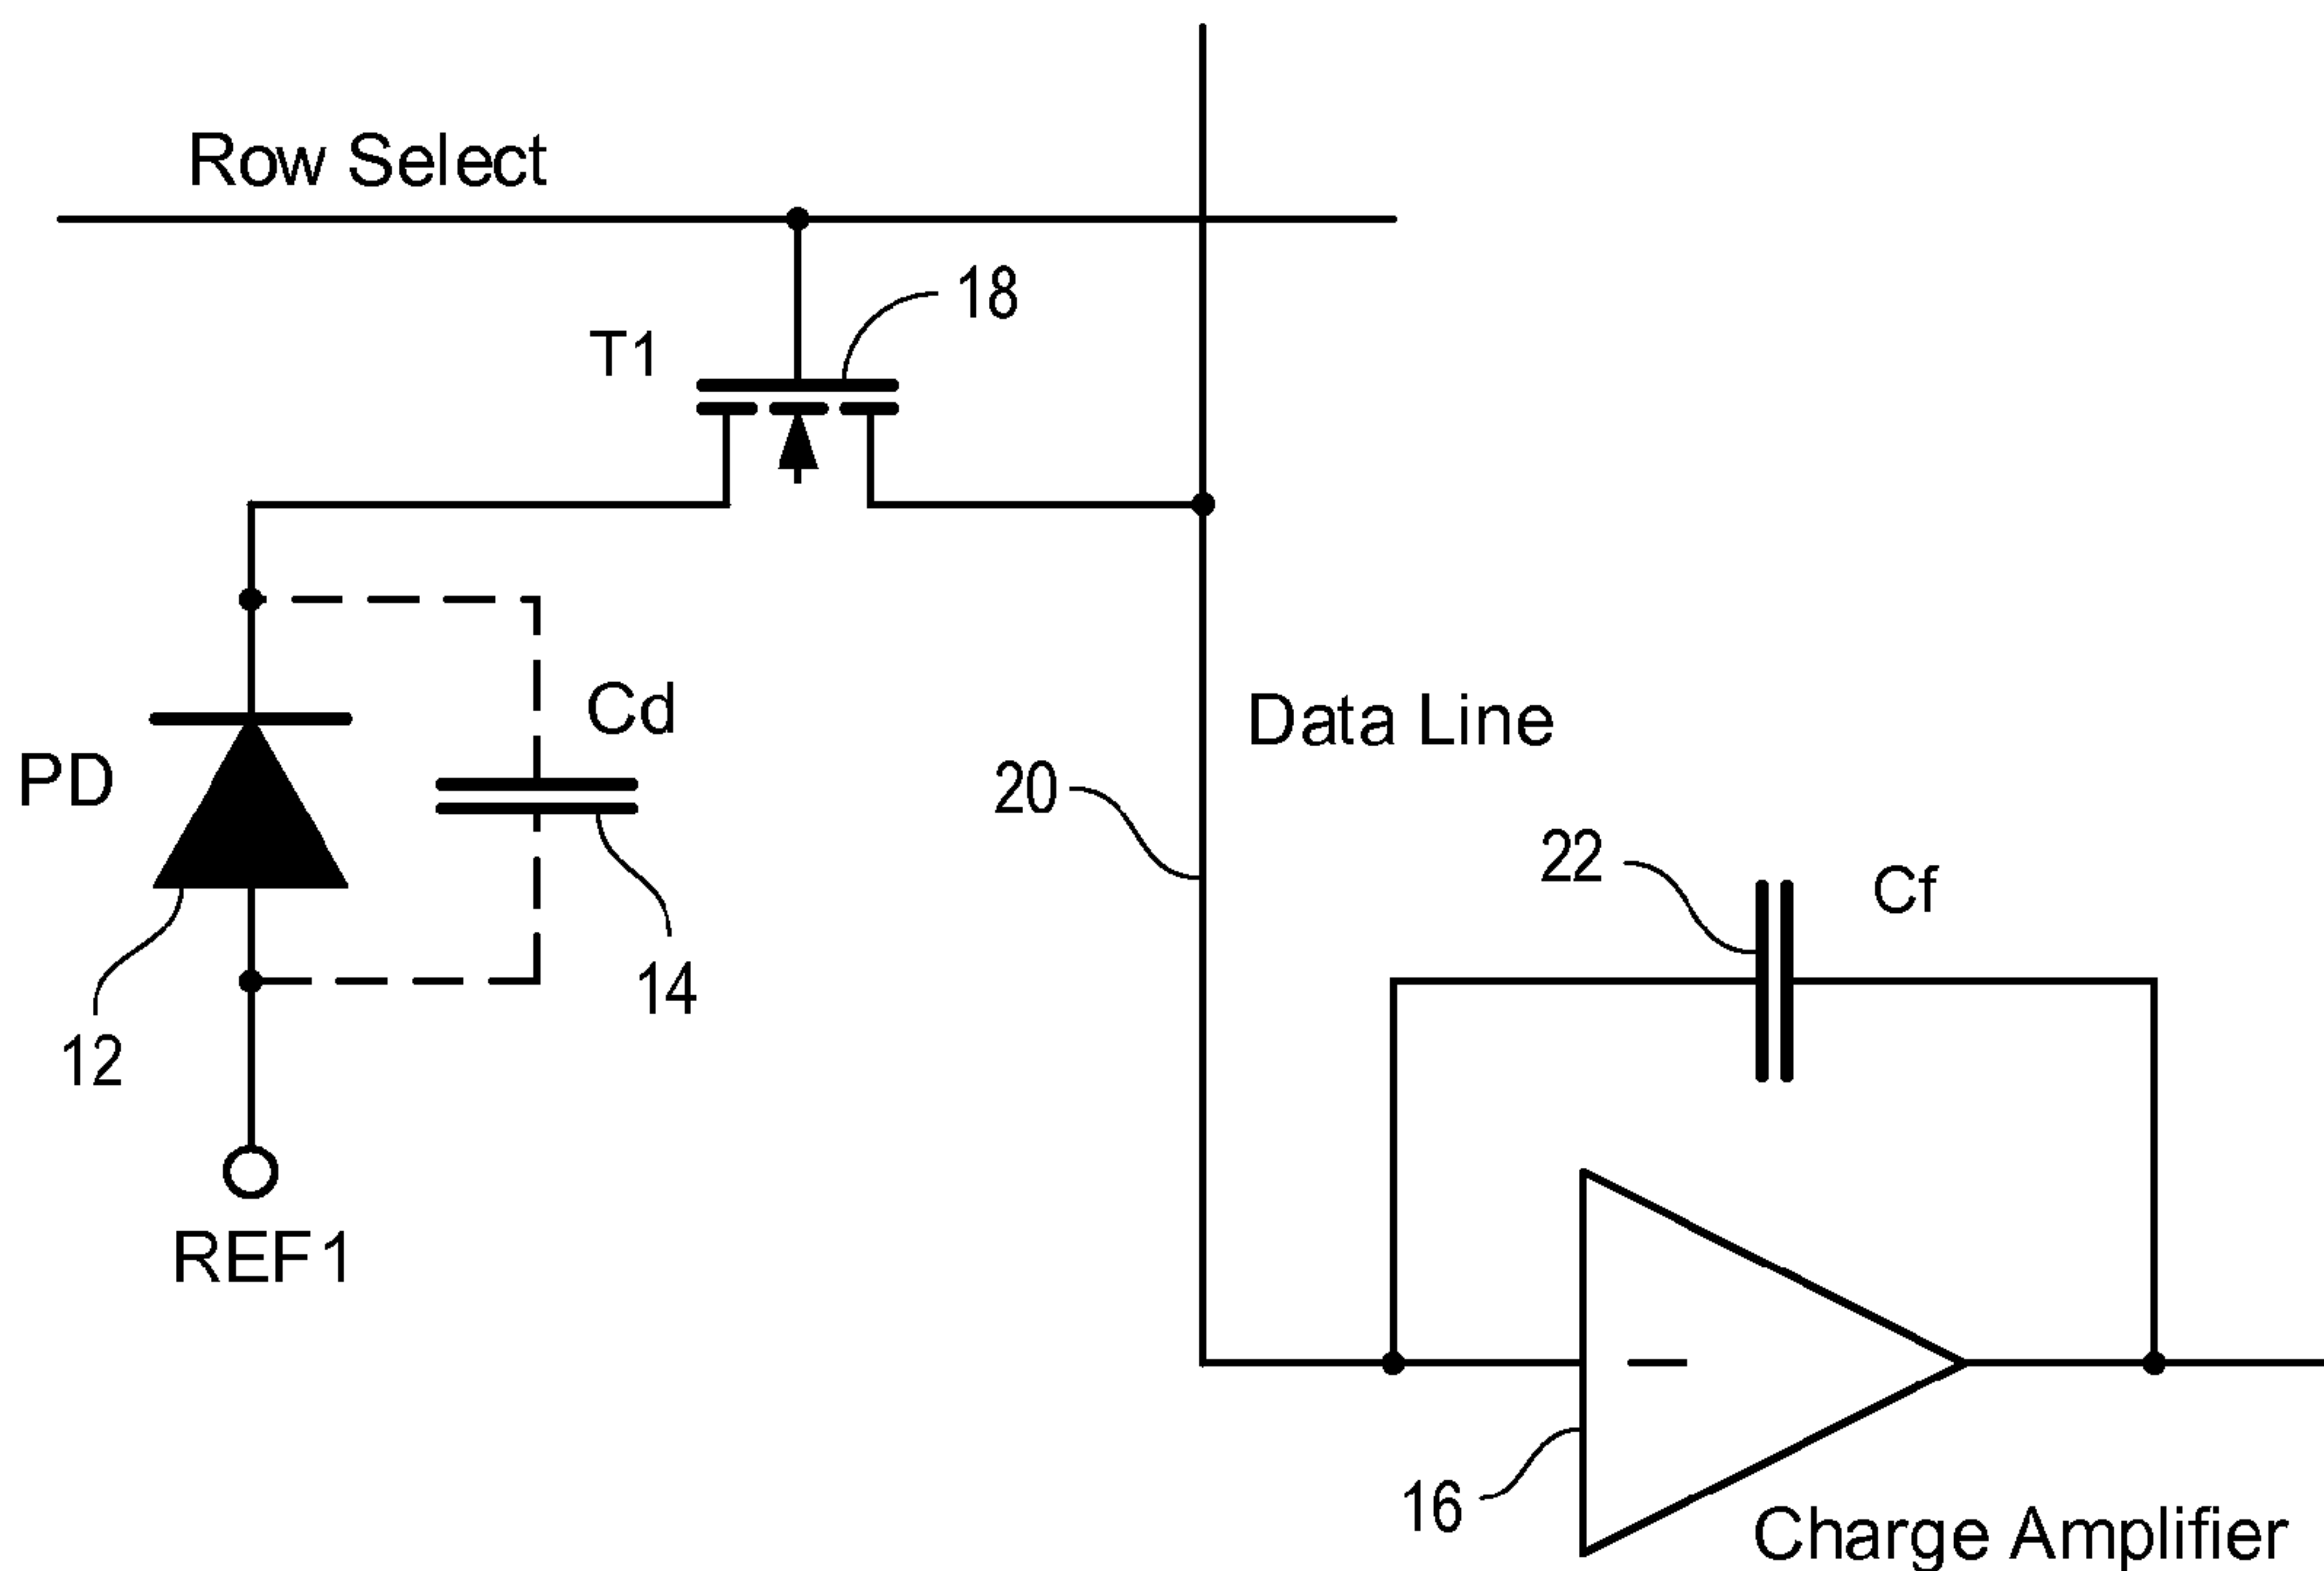 Row Select
18
T1
Cd
Data Line
PD
20
22
Cf
14
12
REF1
16
Charge Amplifier